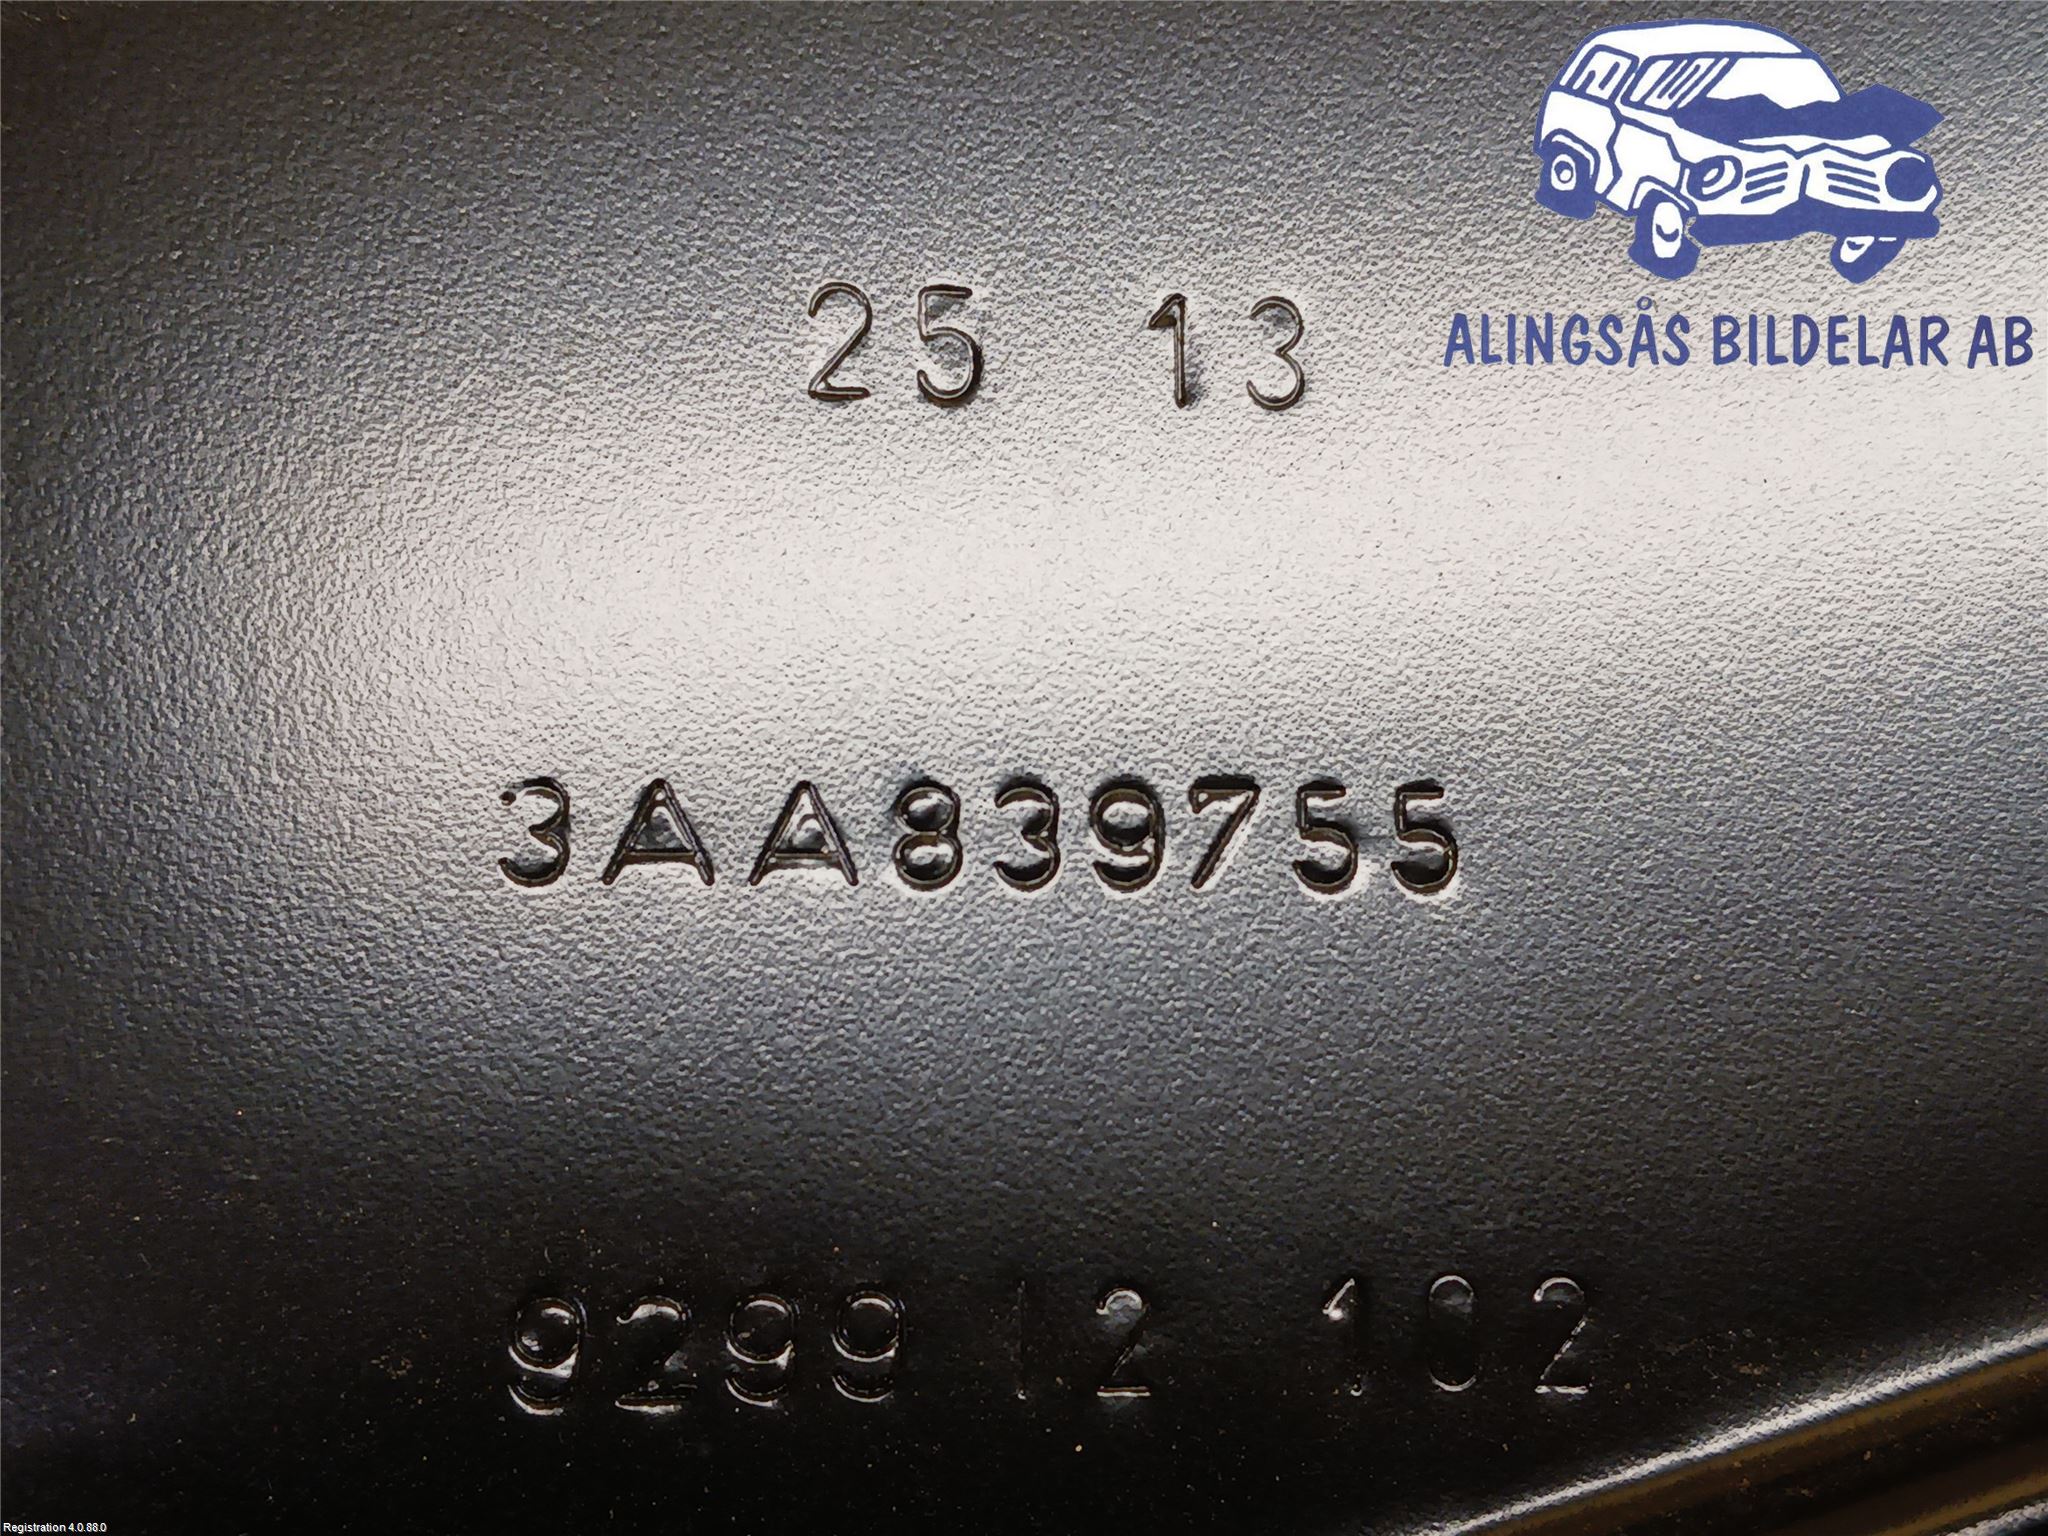 ALINGSÅS BILDELAR AB
25 13
3AA839755
9299 12 102
Registration 4.0.88.0